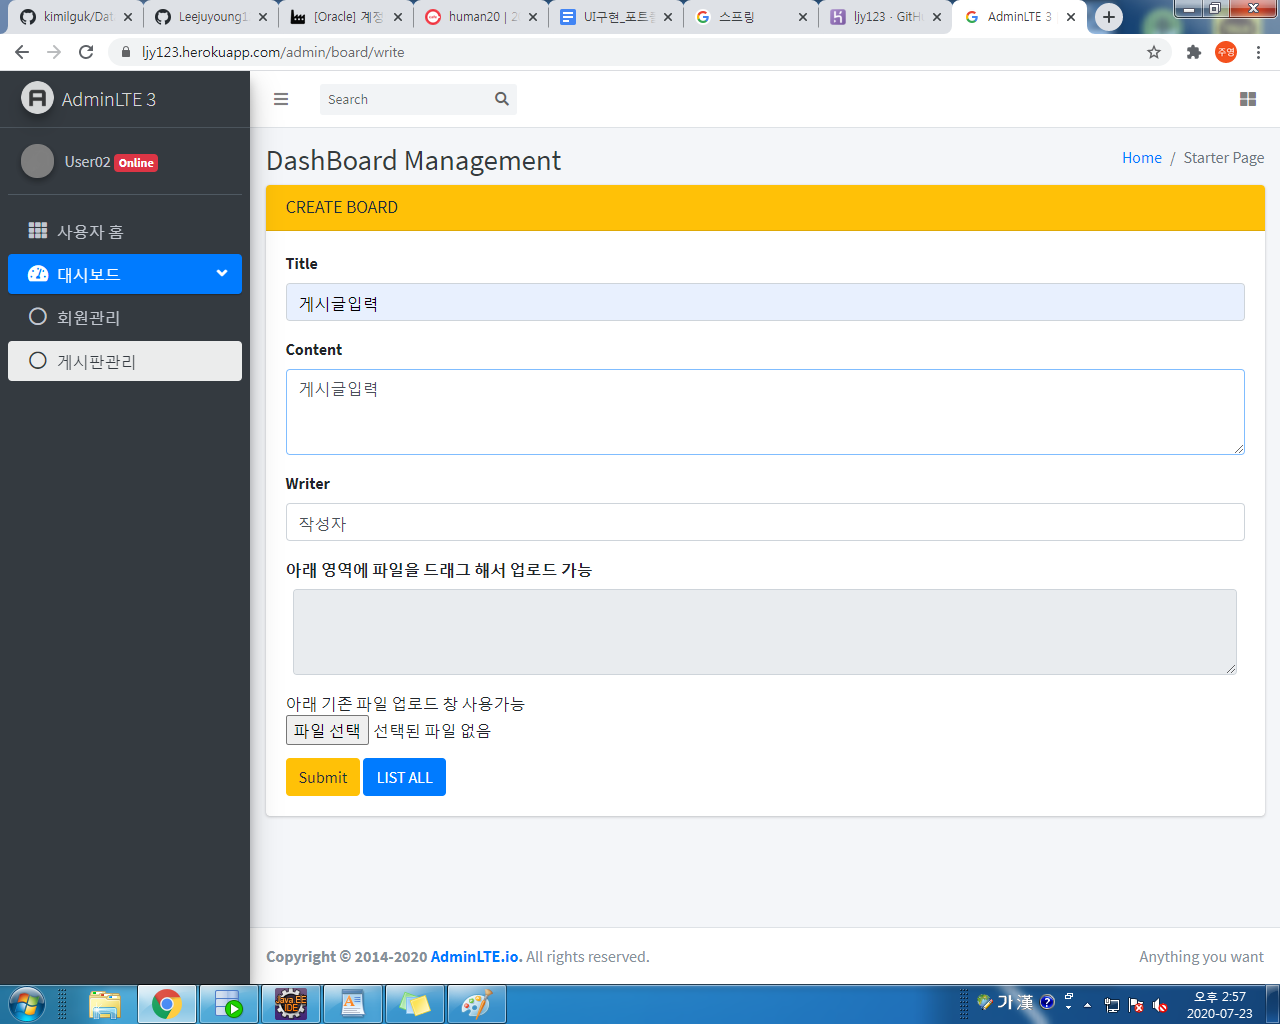 kimilguk/Dat
Leejuyoung1
[Oracle] 계정
human20 | 2
UI구현_포트폴
스프링
ljy123 · GitH
AdminLTE 3
ljy123.herokuapp.com/admin/board/write
주영
AdminLTE 3
Search
User02 Online
DashBoard Management
Home / Starter Page
사용자 홈
대시보드
회원관리
게시판관리
CREATE BOARD
Title
게시글입력
Content
게시글입력
Writer
작성자
아래 영역에 파일을 드래그 해서 업로드 가능
아래 기존 파일 업로드 창 사용가능
파일 선택 선택된 파일 없음
Submit LIST ALL
Copyright © 2014-2020 AdminLTE.io. All rights reserved.
Anything you want
Java EE
IDE
가 漢
오후 2:57
2020-07-23